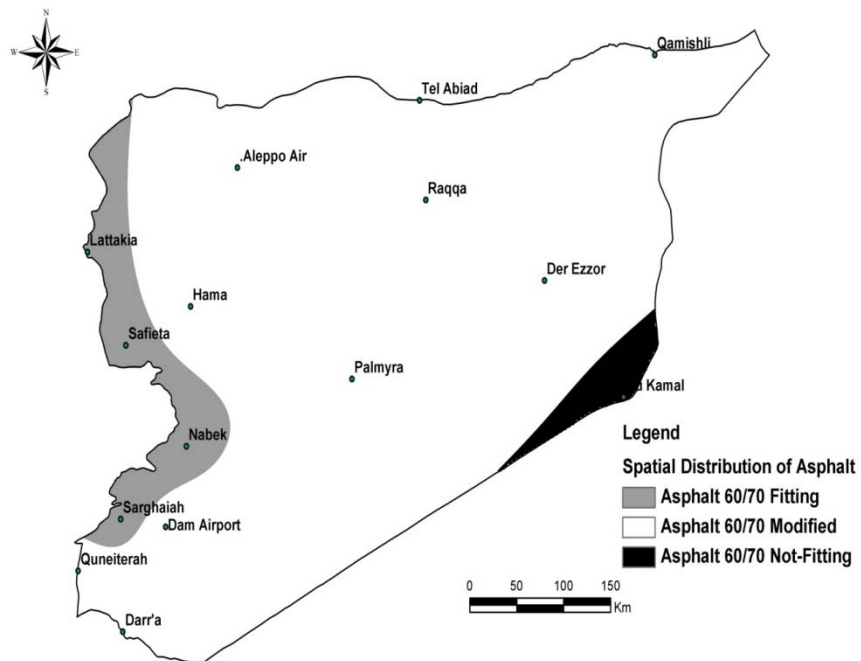 N
W E
S
Qamishli
Tel Abiad
.Aleppo Air
Raqqa
Lattakia
Der Ezzor
Hama
Safieta
Palmyra
Kamal
Legend
Nabek
Spatial Distribution of Asphalt
Asphalt 60/70 Fitting
Sarghaiah
Dam Airport
Asphalt 60/70 Modified
Asphalt 60/70 Not-Fitting
Quneiterah
0 50 100 150
Km
Darr'a